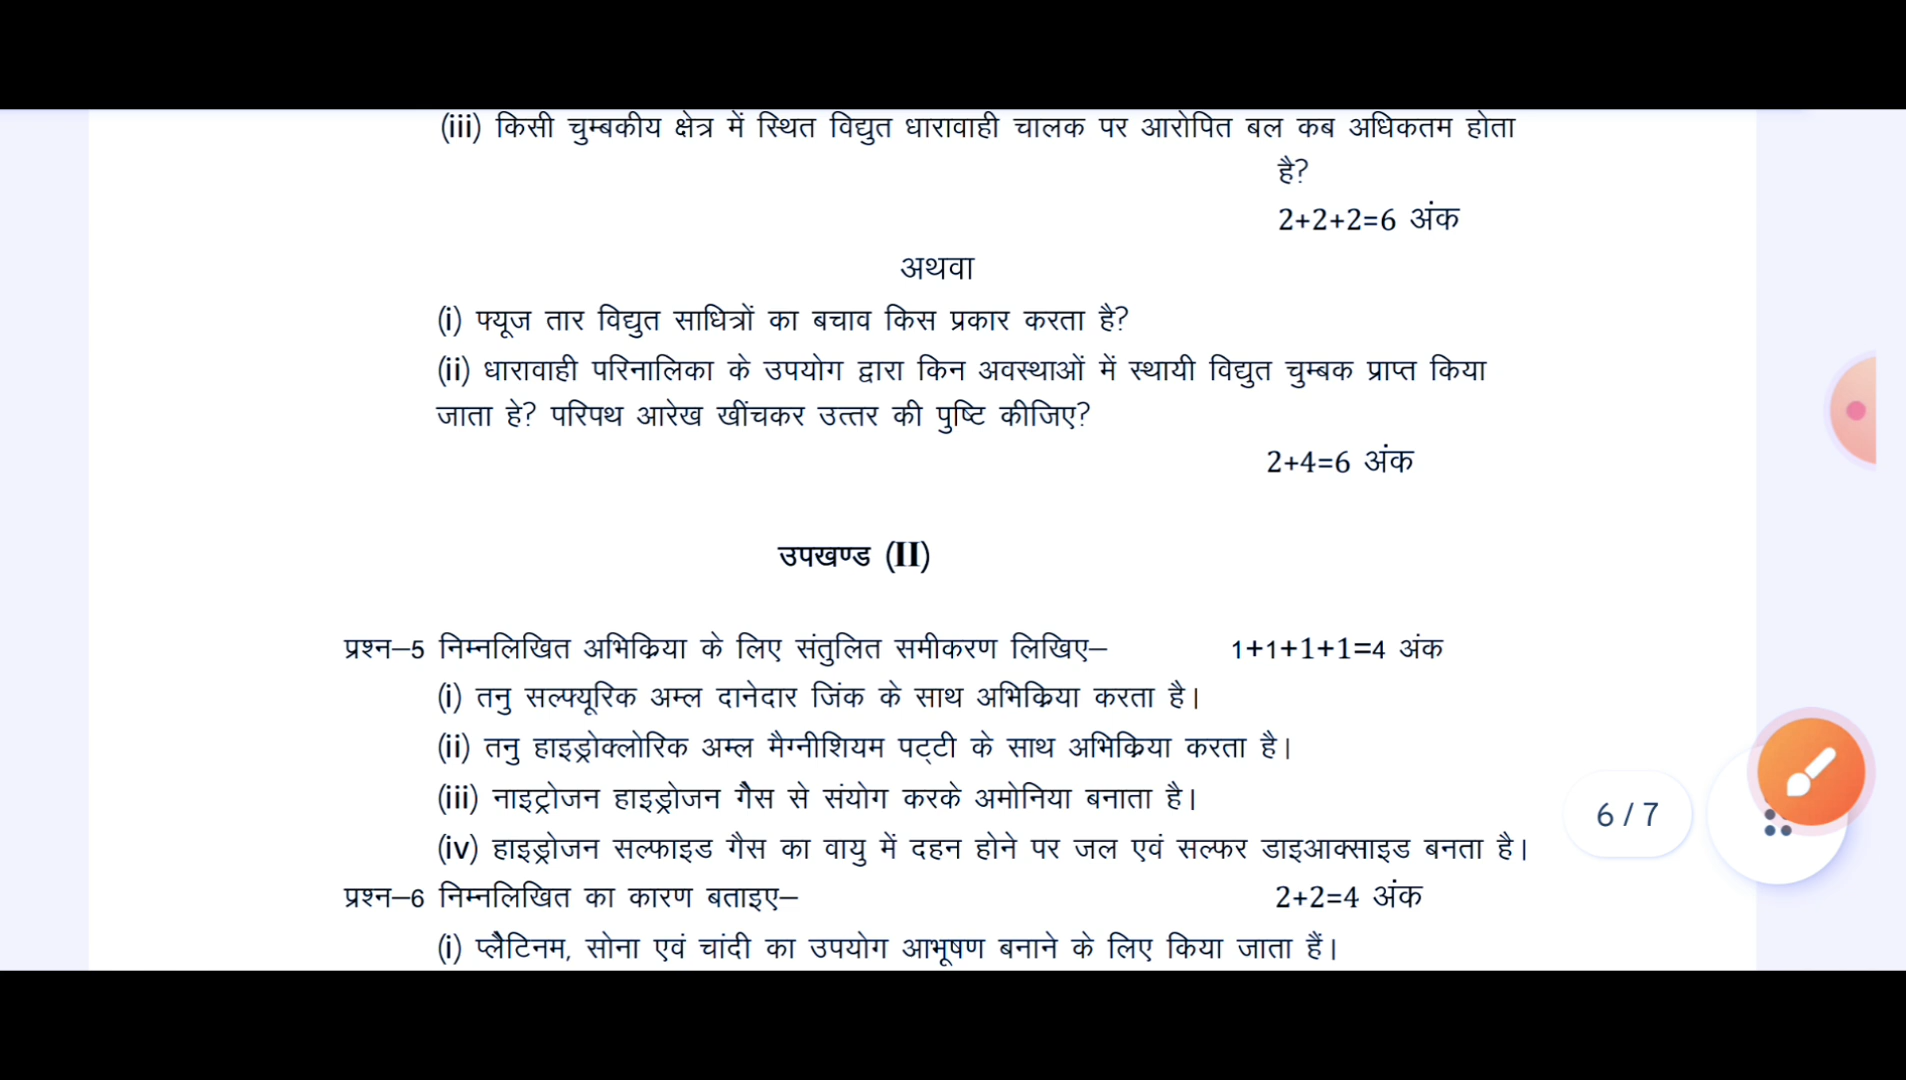 (iii) किसी चुम्बकीय क्षेत्र में स्थित विद्युत धारावाही चालक पर आरोपित बल कब अधिकतम होता
है?
2+2+2=6 अंक
अथवा
(i) फ्यूज तार विद्युत साधित्रों का बचाव किस प्रकार करता है?
(ii) धारावाही परिनालिका के उपयोग द्वारा किन अवस्थाओं में स्थायी विद्युत चुम्बक प्राप्त किया
जाता हे? परिपथ आरेख खींचकर उत्तर की पुष्टि कीजिए?
2+4=6 अंक
उपखण्ड (II)
प्रश्न–5 निम्नलिखित अभिक्रिया के लिए संतुलित समीकरण लिखिए– 1+1+1+1=4 अंक
(i) तनु सल्फ्यूरिक अम्ल दानेदार जिंक के साथ अभिक्रिया करता है।
(ii) तनु हाइड्रोक्लोरिक अम्ल मैग्नीशियम पट्टी के साथ अभिक्रिया करता है।
(iii) नाइट्रोजन हाइड्रोजन गैस से संयोग करके अमोनिया बनाता है।
(iv) हाइड्रोजन सल्फाइड गैस का वायु में दहन होने पर जल एवं सल्फर डाइआक्साइड बनता है।
6 / 7
प्रश्न–6 निम्नलिखित का कारण बताइए– 2+2=4 अंक
(i) प्लैटिनम, सोना एवं चांदी का उपयोग आभूषण बनाने के लिए किया जाता हैं।